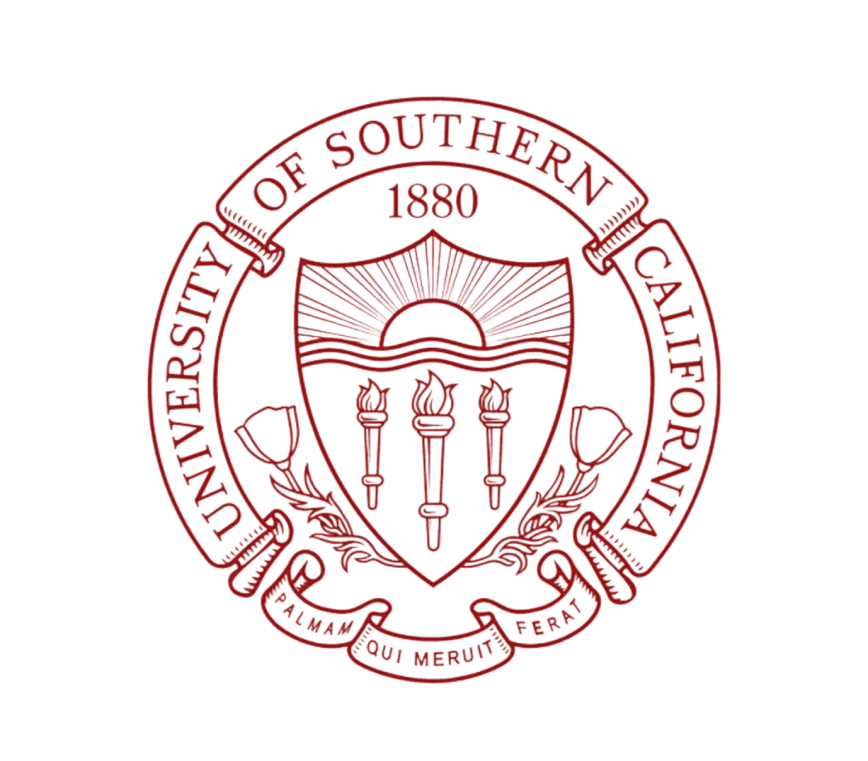 UNIVERSITY OF SOUTHERN CALIFORNIA
1880
PALMAM QUI MERUIT FERAT